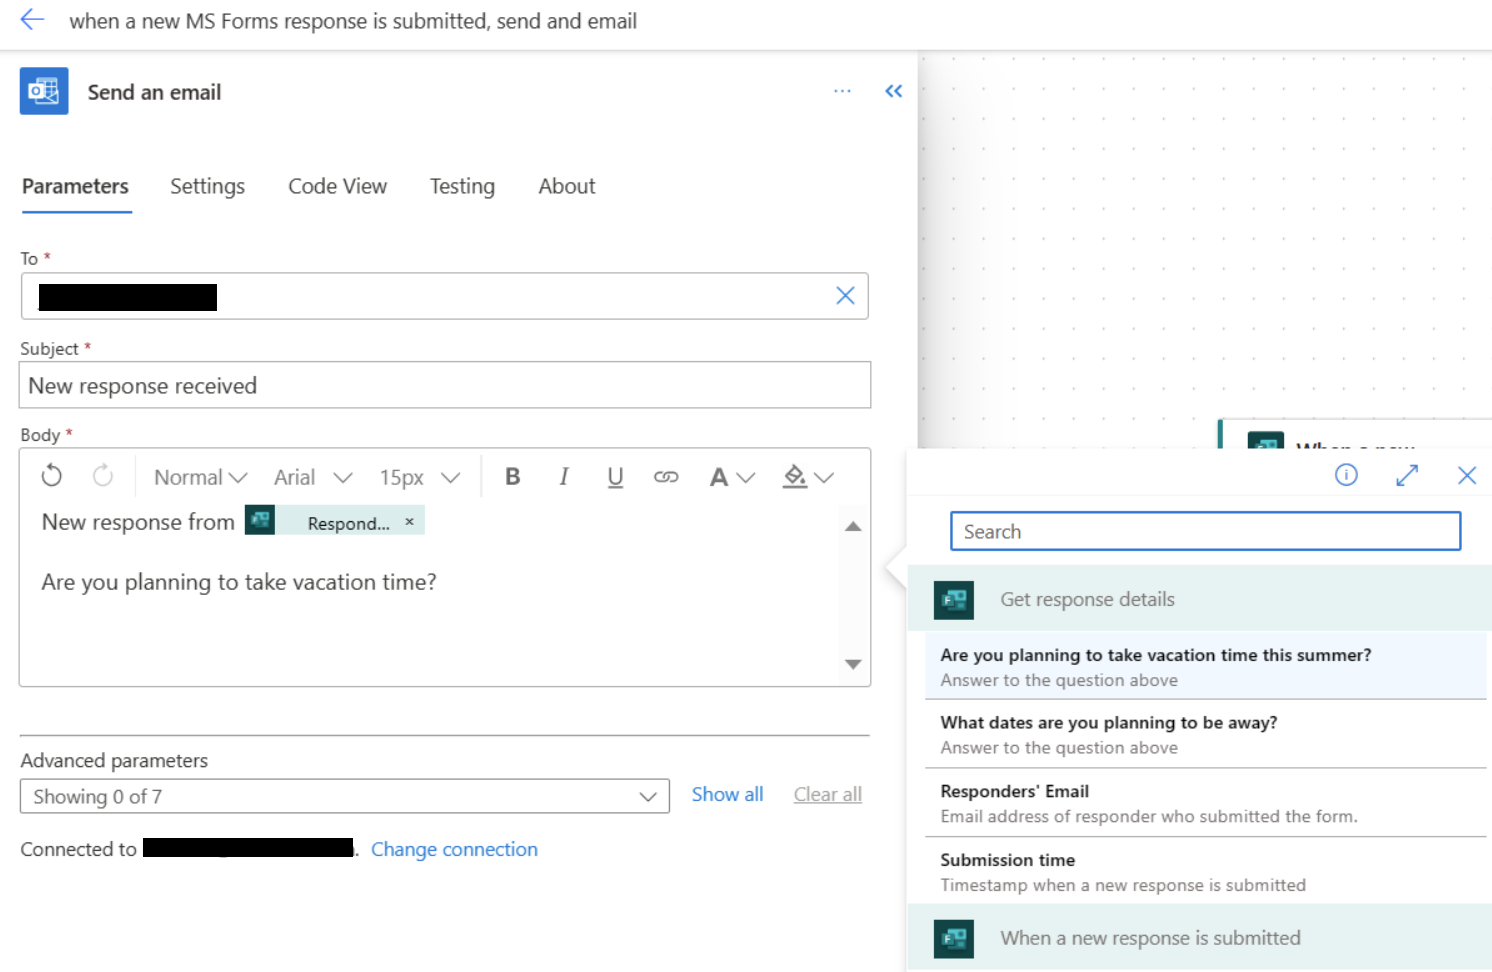 when a new MS Forms response is submitted, send and email
Send an email
Parameters Settings Code View Testing About
To *
Subject *
New response received
Body *
Normal Arial 15px B I U A
New response from Respond... ×
Are you planning to take vacation time?
Advanced parameters
Showing 0 of 7 Show all Clear all
Connected to . Change connection
When a new
Search
Get response details
Are you planning to take vacation time this summer?
Answer to the question above
What dates are you planning to be away?
Answer to the question above
Responders' Email
Email address of responder who submitted the form.
Submission time
Timestamp when a new response is submitted
When a new response is submitted